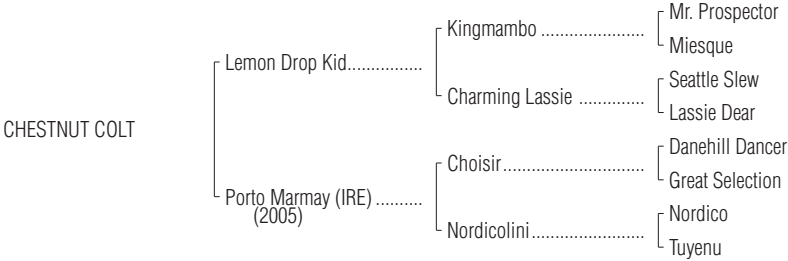 Mr. Prospector
Kingmambo ......................
Miesque
Lemon Drop Kid................
Seattle Slew
Charming Lassie ..............
Lassie Dear
CHESTNUT COLT
Danehill Dancer
Choisir..............................
Great Selection
Porto Marmay (IRE) ..........
(2005)
Nordico
Nordicolini........................
Tuyenu